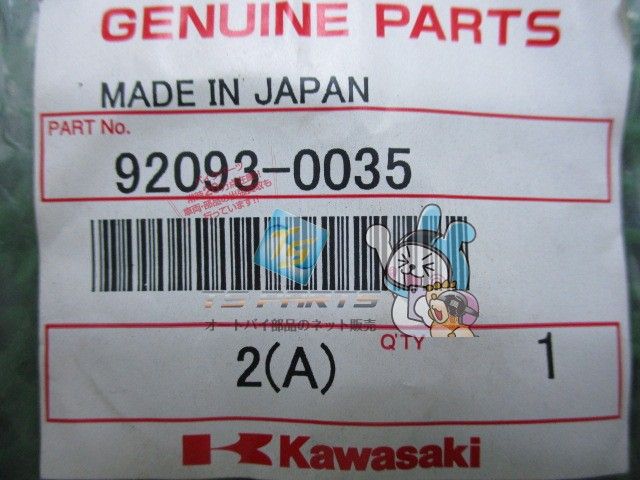 GENUINE PARTS
MADE IN JAPAN
PART No.
92093-0035
TS PARTS
オートバイ部品のネット販売
Q'TY
2(A)
1
Kawasaki